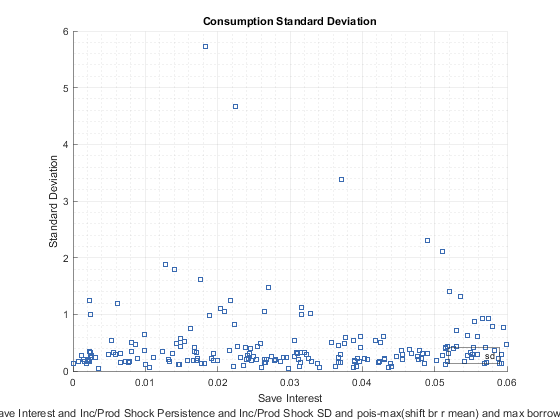 Consumption Standard Deviation
6
5
4
3
2
1
0
Standard Deviation
0
0.01
0.02
0.03
0.04
0.05
0.06
sd
Save Interest
ave Interest and Inc/Prod Shock Persistence and Inc/Prod Shock SD and pois-max(shift br r mean) and max borrow